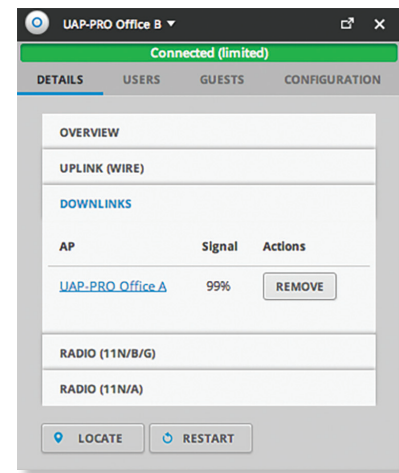 UAP-PRO Office B
Connected (limited)
DETAILS USERS GUESTS CONFIGURATION
OVERVIEW
UPLINK (WIRE)
DOWNLINKS
AP Signal Actions
UAP-PRO Office A 99% REMOVE
RADIO (11N/B/G)
RADIO (11N/A)
LOCATE RESTART